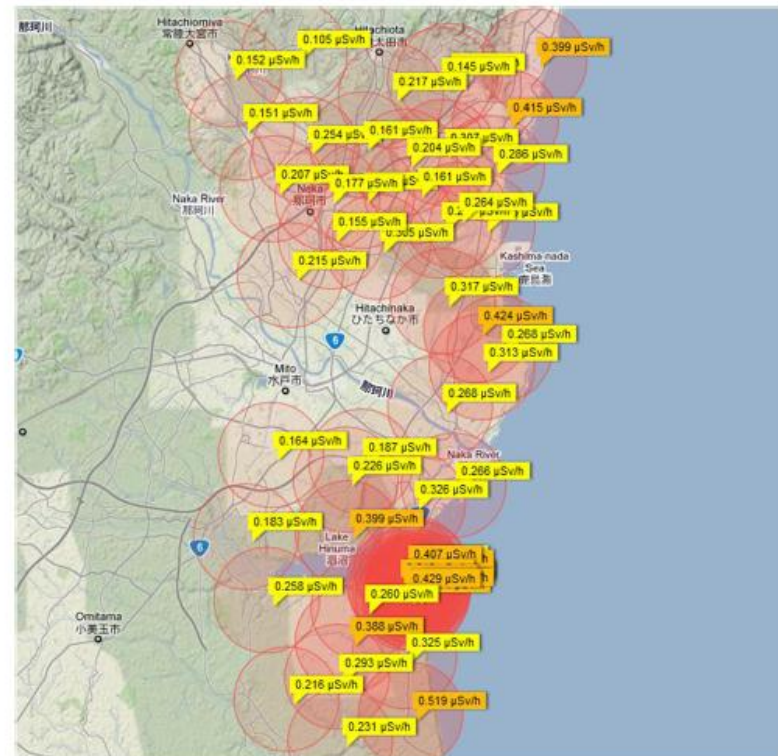 那珂川
Hitachiomiya
常陸大宮市
0.105 µSv/h
0.399 µSv/h
0.152 µSv/h
0.145 µSv/h
0.217 µSv/h
0.415 µSv/h
0.151 µSv/h
0.254 µSv/h
0.161 µSv/h
0.204 µSv/h
0.286 µSv/h
0.207 µSv/h
0.177 µSv/h
0.161 µSv/h
Naka
那珂市
Naka River
那珂川
0.264 µSv/h
0.155 µSv/h
0.215 µSv/h
Kashima-nada
Sea
鹿島灘
0.317 µSv/h
Hitachinaka
ひたちなか市
0.424 µSv/h
6
0.268 µSv/h
0.313 µSv/h
Mito
水戸市
那珂川
0.268 µSv/h
0.164 µSv/h
0.187 µSv/h
Naka River
0.226 µSv/h
0.266 µSv/h
0.326 µSv/h
0.183 µSv/h
0.399 µSv/h
6
Lake
Hinuma
涸沼
0.407 µSv/h
0.429 µSv/h
0.258 µSv/h
0.260 µSv/h
Omitama
小美玉市
0.388 µSv/h
0.325 µSv/h
0.293 µSv/h
0.216 µSv/h
0.519 µSv/h
0.231 µSv/h